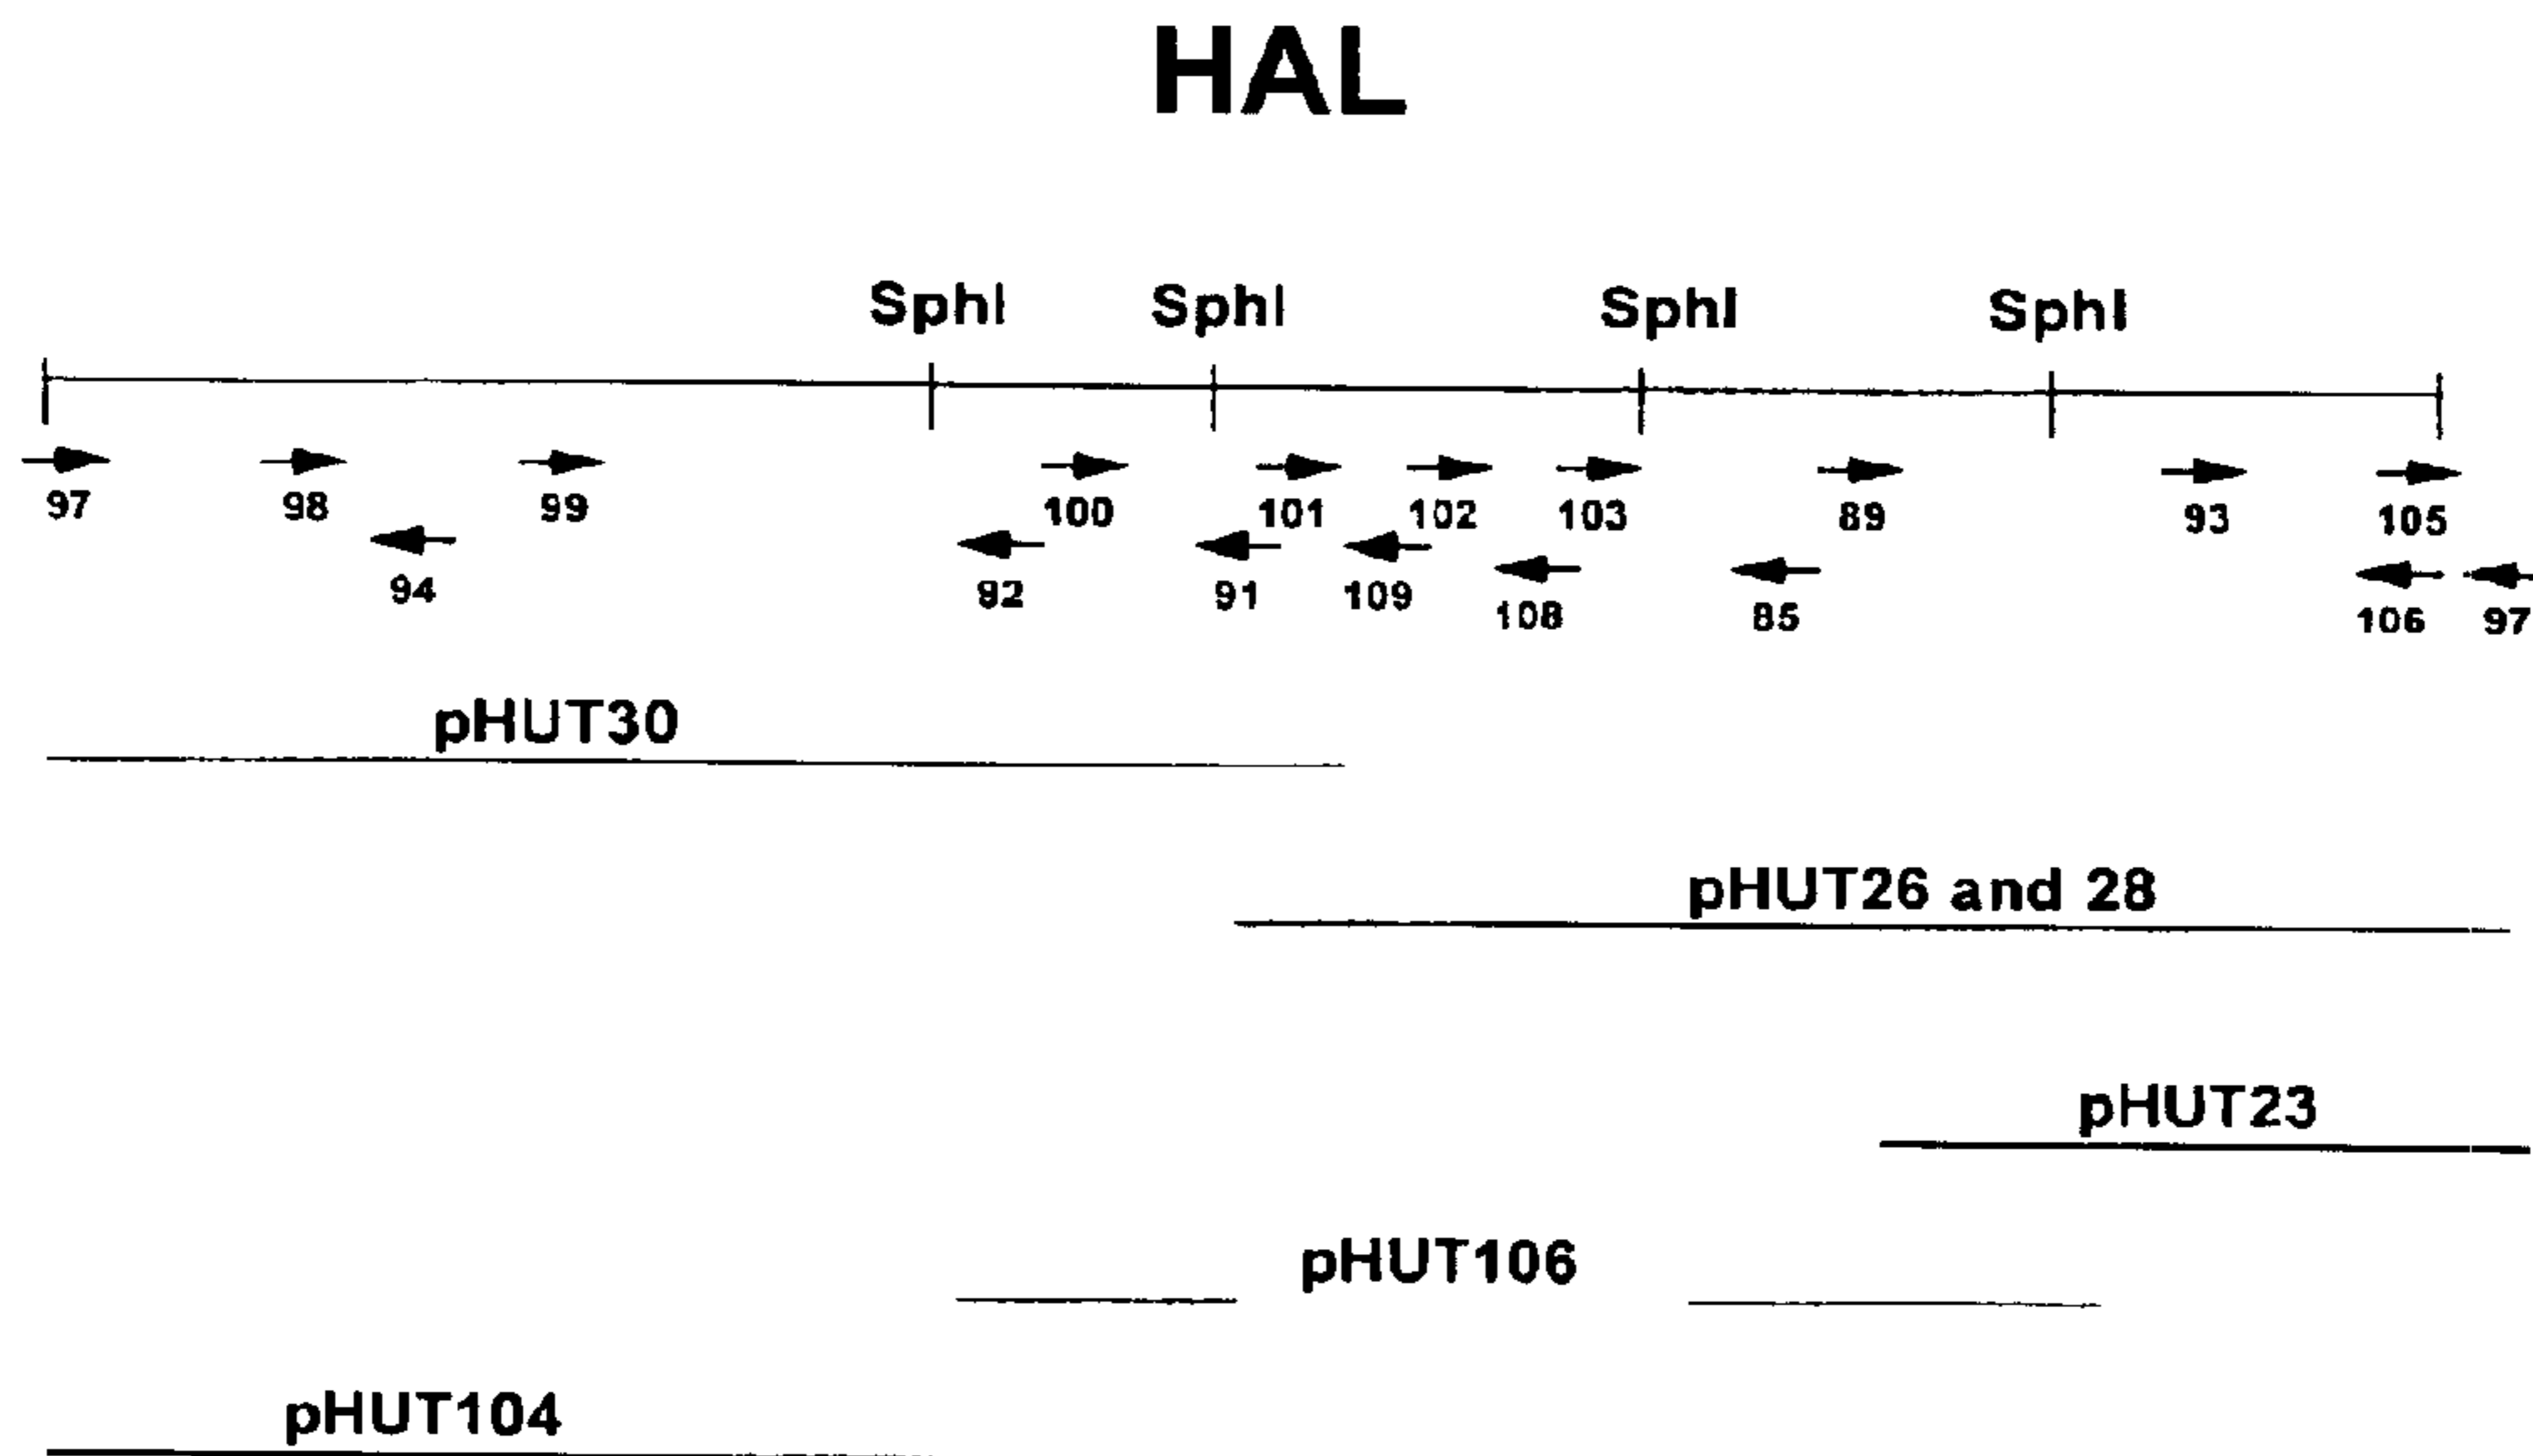 HAL
SphI SphI SphI SphI
97 98 99 100 101 102 103 89 93 105
94 92 91 109 108 85 106 97
pHUT30
pHUT26 and 28
pHUT23
pHUT106
pHUT104